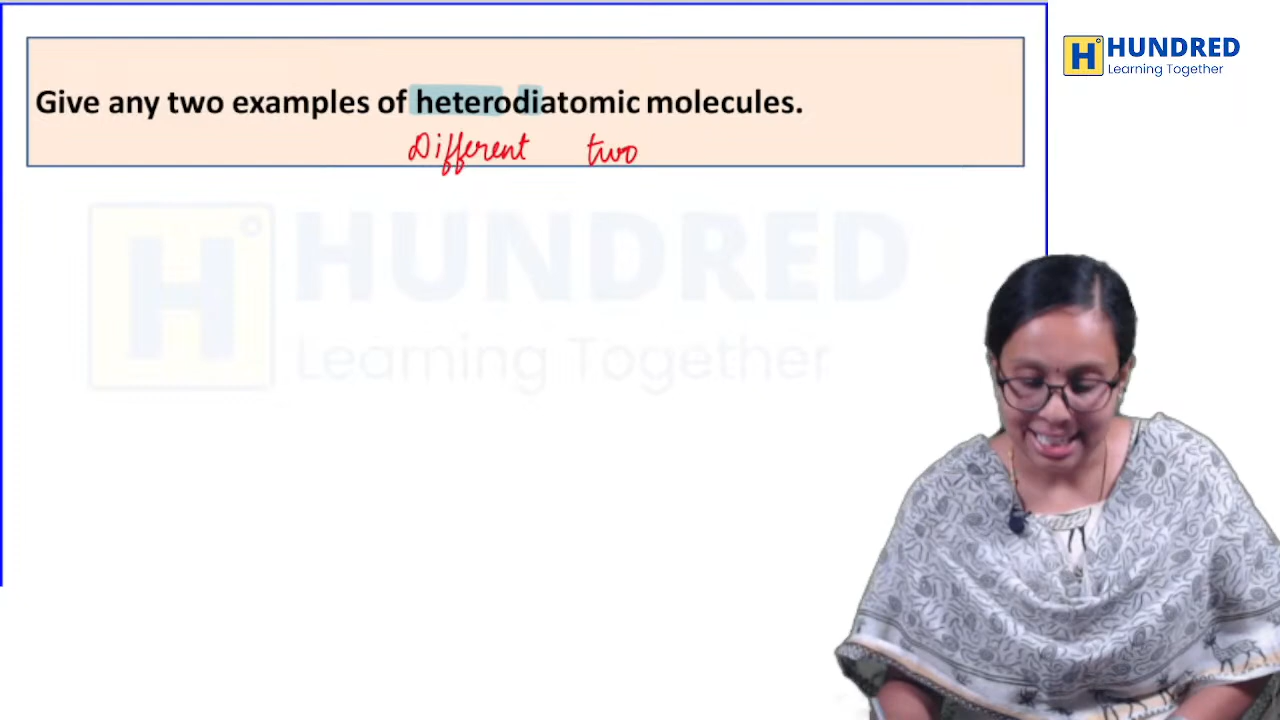 HUNDRED
Learning Together
Give any two examples of heterodiatomic molecules.
Different two
HUNDRED
Learning Together